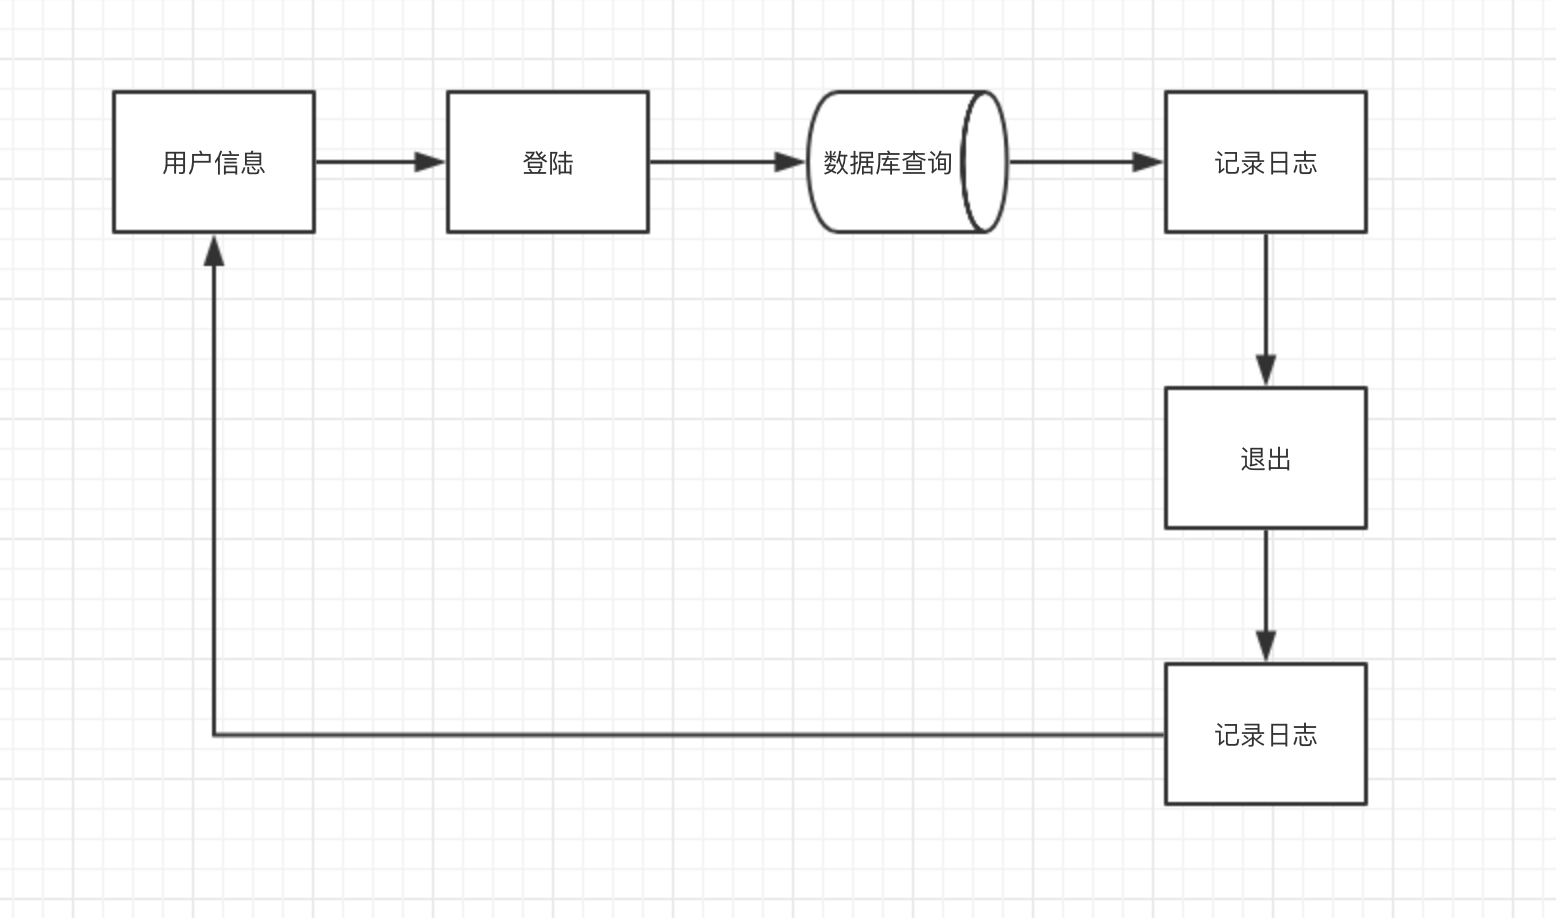 用户信息
登陆
数据库查询
记录日志
退出
记录日志